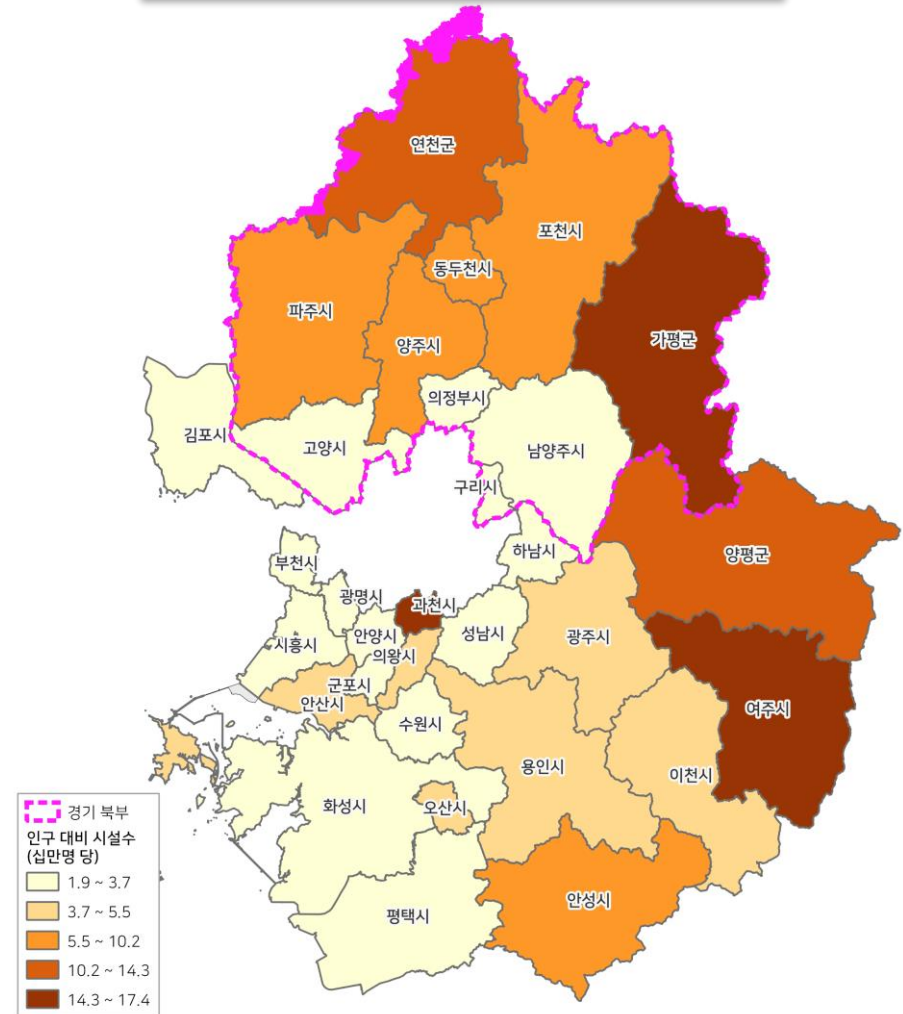 연천군
포천시
동두천시
파주시
가평군
양주시
의정부시
김포시
고양시
남양주시
구리시
하남시
양평군
부천시
광명시
과천시
안양시
성남시
광주시
시흥시
의왕시
군포시
안산시
수원시
여주시
용인시
이천시
화성시
오산시
안성시
평택시
경기 북부
인구 대비 시설수
(십만명 당)
1.9 ~ 3.7
3.7 ~ 5.5
5.5 ~ 10.2
10.2 ~ 14.3
14.3 ~ 17.4